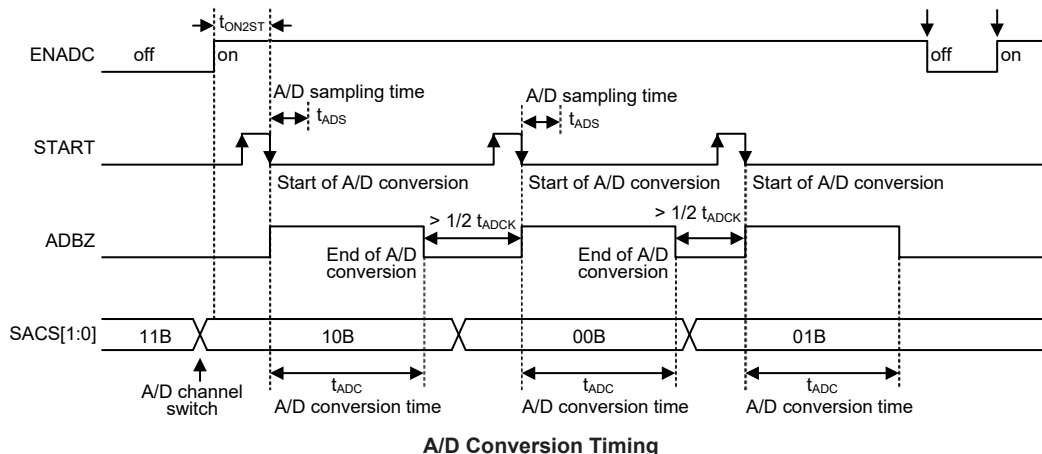 tON2ST
ENADC off on off on
A/D sampling time A/D sampling time
tADS tADS
START
Start of A/D conversion Start of A/D conversion Start of A/D conversion
> 1/2 tADCK > 1/2 tADCK
ADBZ
End of A/D conversion End of A/D conversion
SACS[1:0] 11B 10B 00B 01B
A/D channel switch
tADC tADC tADC
A/D conversion time A/D conversion time A/D conversion time
A/D Conversion Timing